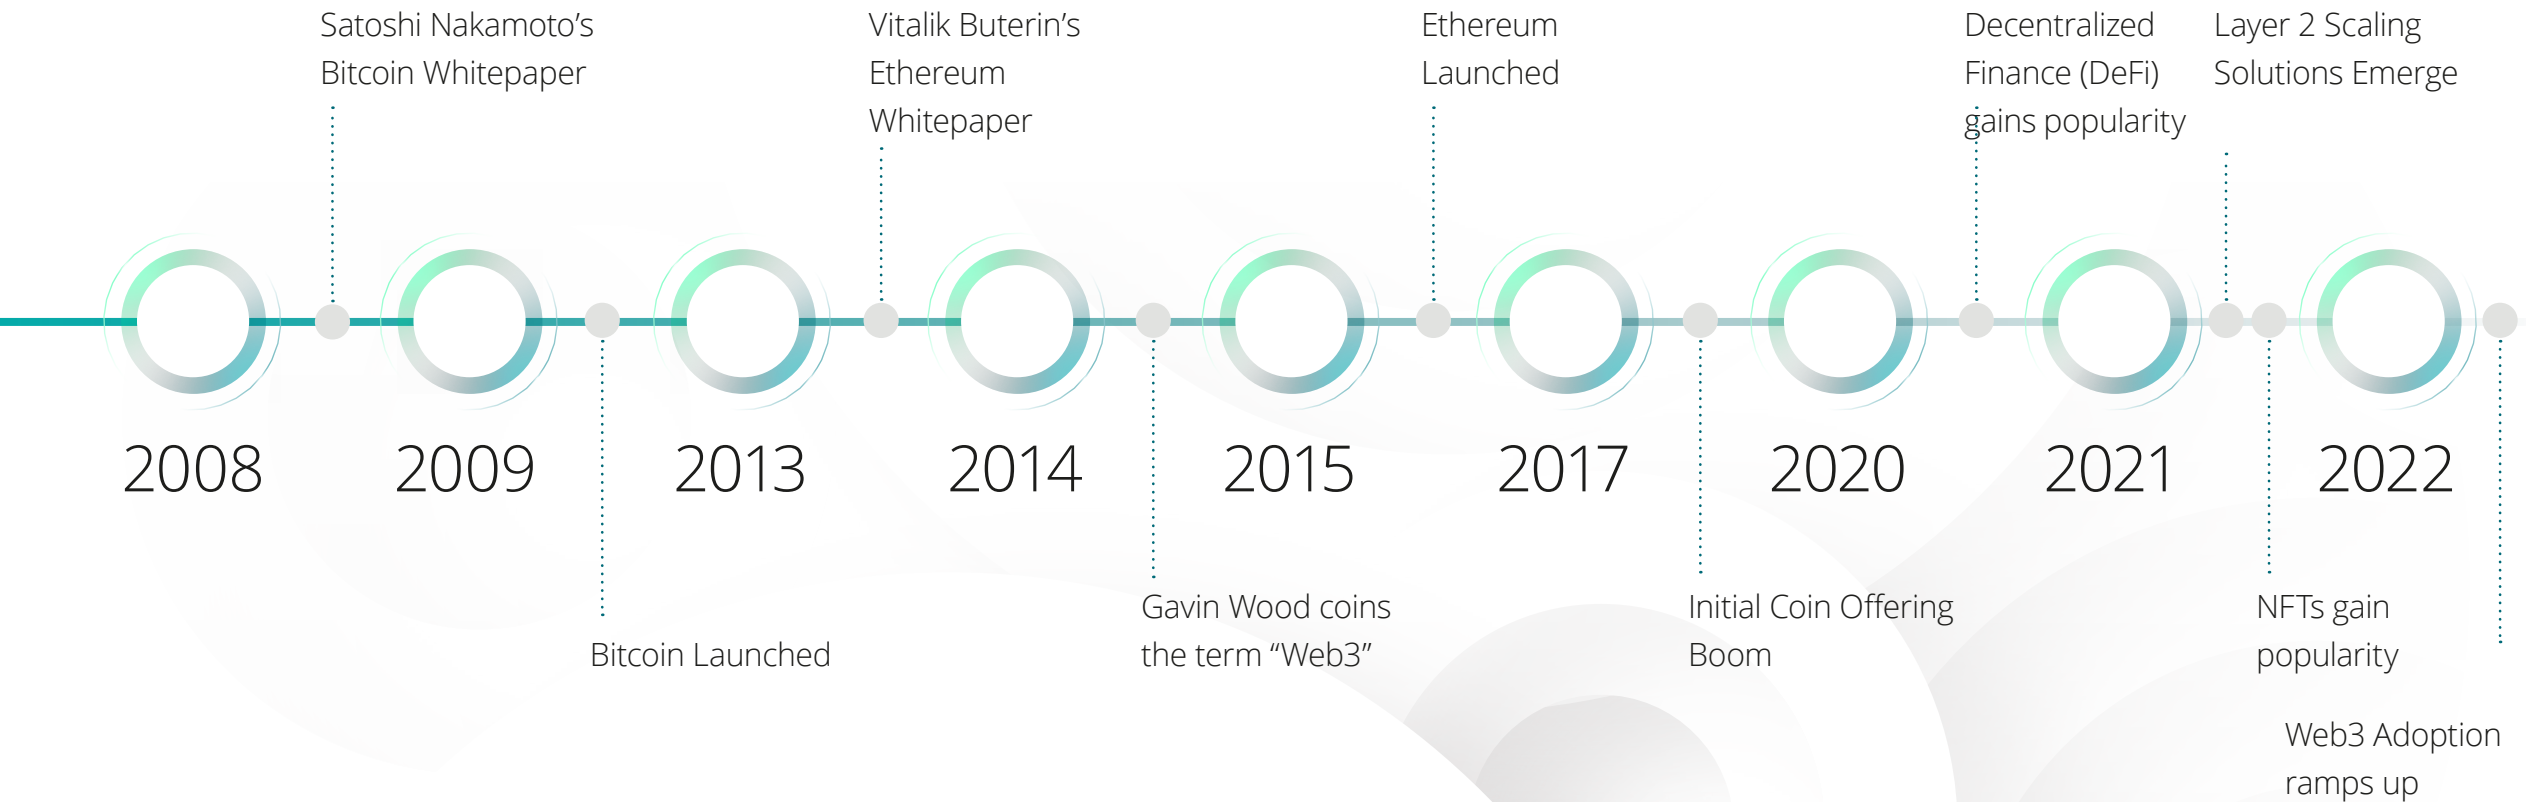 Satoshi Nakamoto’s
Bitcoin Whitepaper
Vitalik Buterin’s
Ethereum
Whitepaper
Ethereum
Launched
Decentralized
Finance (DeFi)
gains popularity
Layer 2 Scaling
Solutions Emerge
2008
2009
2013
2014
2015
2017
2020
2021
2022
Bitcoin Launched
Gavin Wood coins
the term “Web3”
Initial Coin Offering
Boom
NFTs gain
popularity
Web3 Adoption
ramps up